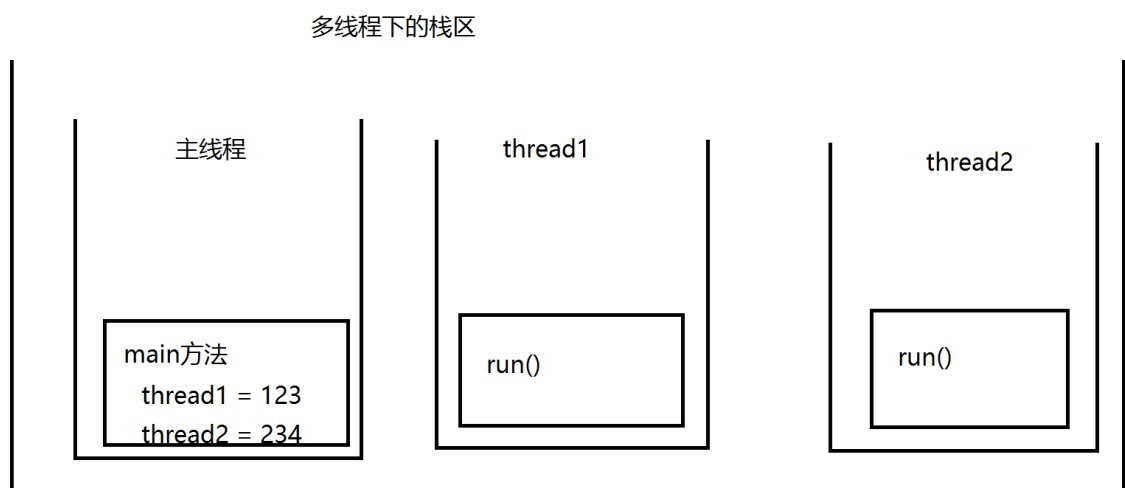 多线程下的栈区
主线程
thread1
thread2
main方法
thread1 = 123
thread2 = 234
run()
run()